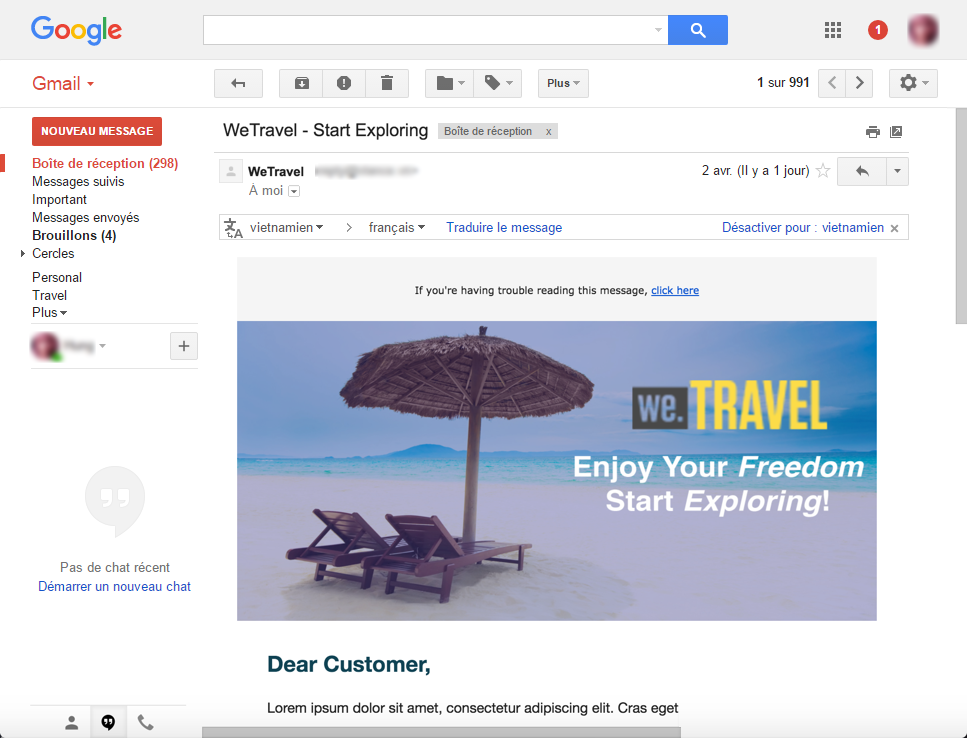 Google
1
Gmail
Plus
1 sur 991
NOUVEAU MESSAGE
Boîte de réception (298)
Messages suivis
Important
Messages envoyés
Brouillons (4)
Cercles
Personal
Travel
Plus
Pas de chat récent
Démarrer un nouveau chat
WeTravel - Start Exploring
Boîte de réception x
WeTravel
2 avr. (Il y a 1 jour)
À moi
vietnamien > français Traduire le message
Désactiver pour : vietnamien ×
If you're having trouble reading this message, click here
we.TRAVEL
Enjoy Your Freedom
Start Exploring!
Dear Customer,
Lorem ipsum dolor sit amet, consectetur adipiscing elit. Cras eget